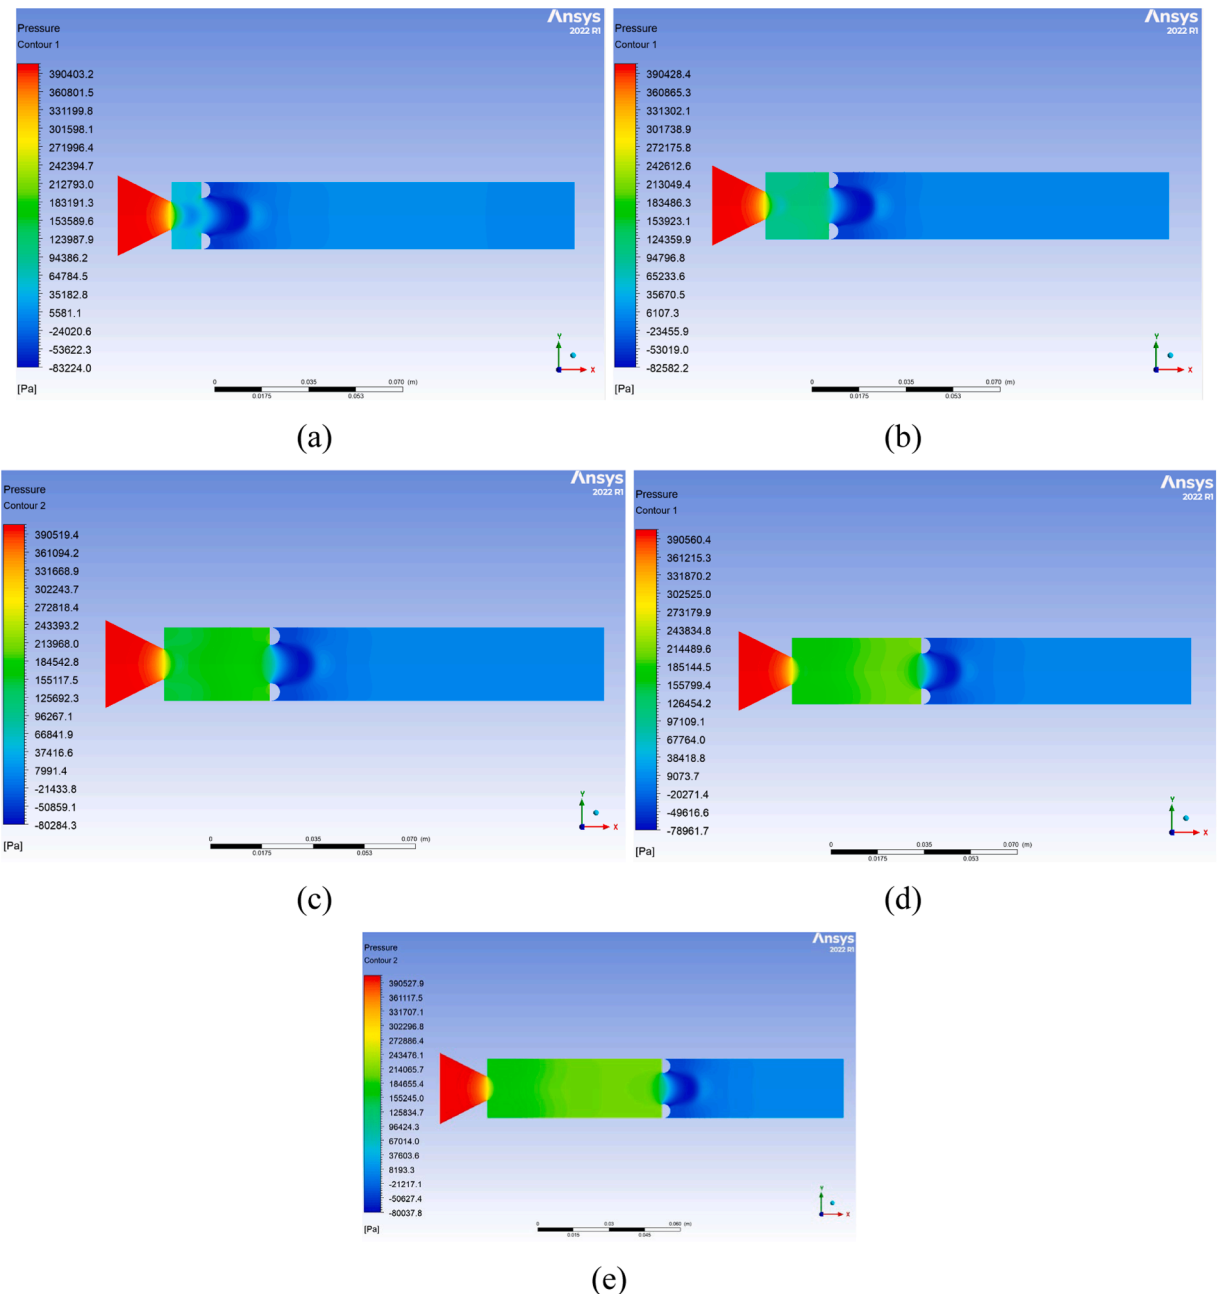 Ansys
2022 R1
Pressure
Contour 1
390403.2
360801.5
331199.8
301598.1
271996.4
242394.7
212793.0
183191.3
153589.6
123987.9
94386.2
64784.5
35182.8
5581.1
-24020.6
-53622.3
-83224.0
[Pa]
Y
X
0 0.035 0.070 (m)
0.0175 0.053
(a)
Ansys
2022 R1
Pressure
Contour 1
390428.4
360865.3
331302.1
301738.9
272175.8
242612.6
213049.4
183486.3
153923.1
124359.9
94796.8
65233.6
35670.5
6107.3
-23455.9
-53019.0
-82582.2
[Pa]
Y
X
0 0.035 0.070 (m)
0.0175 0.053
(b)
Ansys
2022 R1
Pressure
Contour 2
390519.4
361094.2
331668.9
302243.7
272818.4
243393.2
213968.0
184542.8
155117.5
125692.3
96267.1
66841.9
37416.6
7991.4
-21433.8
-50859.1
-80284.3
[Pa]
Y
X
0 0.035 0.070 (m)
0.0175 0.053
(c)
Ansys
2022 R1
Pressure
Contour 1
390560.4
361215.3
331870.2
302525.0
273179.9
243834.8
214489.6
185144.5
155799.4
126454.2
97109.1
67764.0
38418.8
9073.7
-20271.4
-49616.6
-78961.7
[Pa]
Y
X
0 0.035 0.070 (m)
0.0175 0.053
(d)
Ansys
2022 R1
Pressure
Contour 2
390527.9
361117.5
331707.1
302296.8
272886.4
243476.1
214065.7
184655.4
155245.0
125834.7
96424.3
67014.0
37603.6
8193.3
-21217.1
-50627.4
-80037.8
[Pa]
Y
X
0 0.03 0.060 (m)
0.015 0.045
(e)